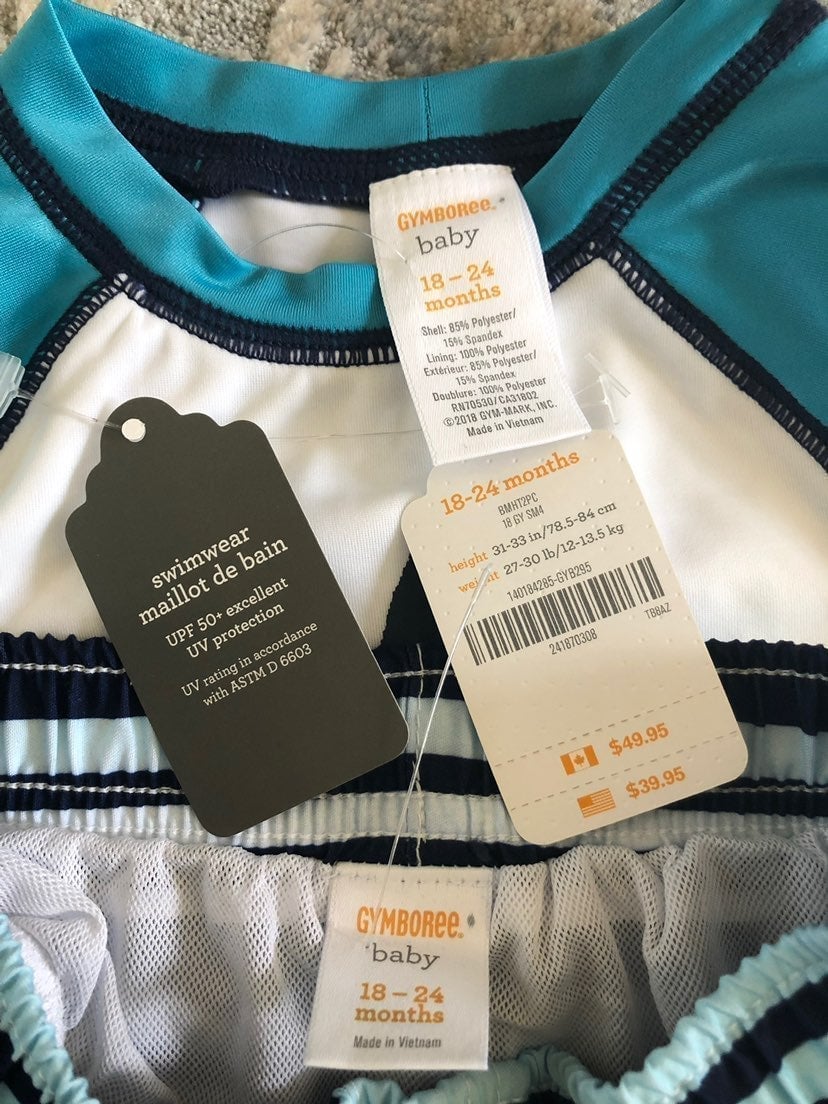 GYMBOREE.
baby
18 – 24
months
Shell: 85% Polyester/
15% Spandex
Lining: 100% Polyester
Extérieur: 85% Polyester/
15% Spandex
Doublure: 100% Polyester
RN70530/CA31802
©2018 GYM-MARK, INC.
Made in Vietnam
swimwear
maillot de bain
UPF 50+ excellent
UV protection
UV rating in accordance
with ASTM D 6603
18-24 months
BMHT2PC
18 GY SM4
height 31-33 in/78.5-84 cm
weight 27-30 lb/12-13.5 kg
140184265-GYB295
241870308
TB8AZ
$49.95
$39.95
GYMBOREE.
baby
18 – 24
months
Made in Vietnam